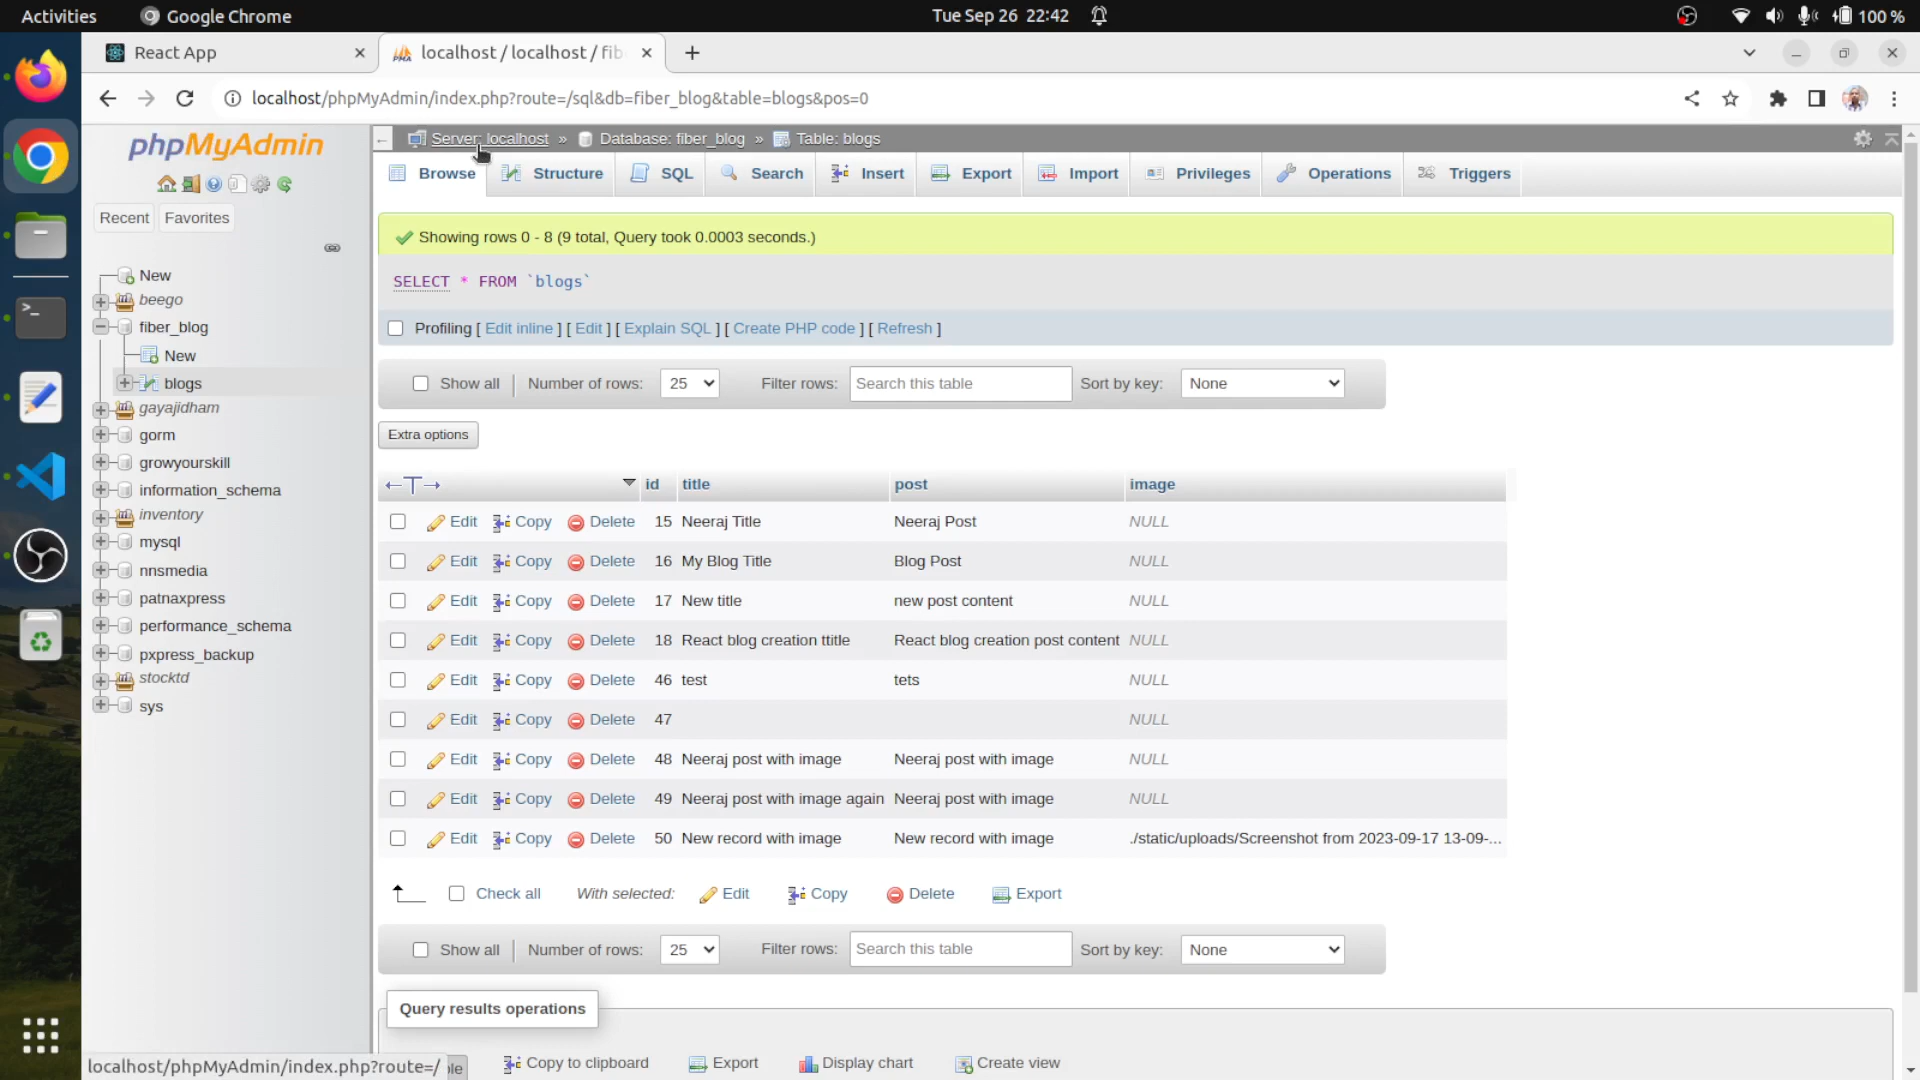 Activities Google Chrome Tue Sep 26 22:42 100 %
React App localhost / localhost / fib
localhost/phpMyAdmin/index.php?route=/sql&db=fiber_blog&table=blogs&pos=0
phpMyAdmin
Recent Favorites
New
beego
fiber_blog
New
blogs
gayajidham
gorm
growyourskill
information_schema
inventory
mysql
nnsmedia
patnaxpress
performance_schema
pxpress_backup
stocktd
sys
Server: localhost » Database: fiber_blog » Table: blogs
Browse Structure SQL Search Insert Export Import Privileges Operations Triggers
Showing rows 0 - 8 (9 total, Query took 0.0003 seconds.)
SELECT * FROM `blogs`
Profiling [ Edit inline ] [ Edit ] [ Explain SQL ] [ Create PHP code ] [ Refresh ]
Show all Number of rows: 25 Filter rows: Search this table Sort by key: None
Extra options
←T→ id title post image
Edit Copy Delete 15 Neeraj Title Neeraj Post NULL
Edit Copy Delete 16 My Blog Title Blog Post NULL
Edit Copy Delete 17 New title new post content NULL
Edit Copy Delete 18 React blog creation ttitle React blog creation post content NULL
Edit Copy Delete 46 test tets NULL
Edit Copy Delete 47 NULL
Edit Copy Delete 48 Neeraj post with image Neeraj post with image NULL
Edit Copy Delete 49 Neeraj post with image again Neeraj post with image NULL
Edit Copy Delete 50 New record with image New record with image ./static/uploads/Screenshot from 2023-09-17 13-09-...
Check all With selected: Edit Copy Delete Export
Show all Number of rows: 25 Filter rows: Search this table Sort by key: None
Query results operations
Copy to clipboard Export Display chart Create view
localhost/phpMyAdmin/index.php?route=/